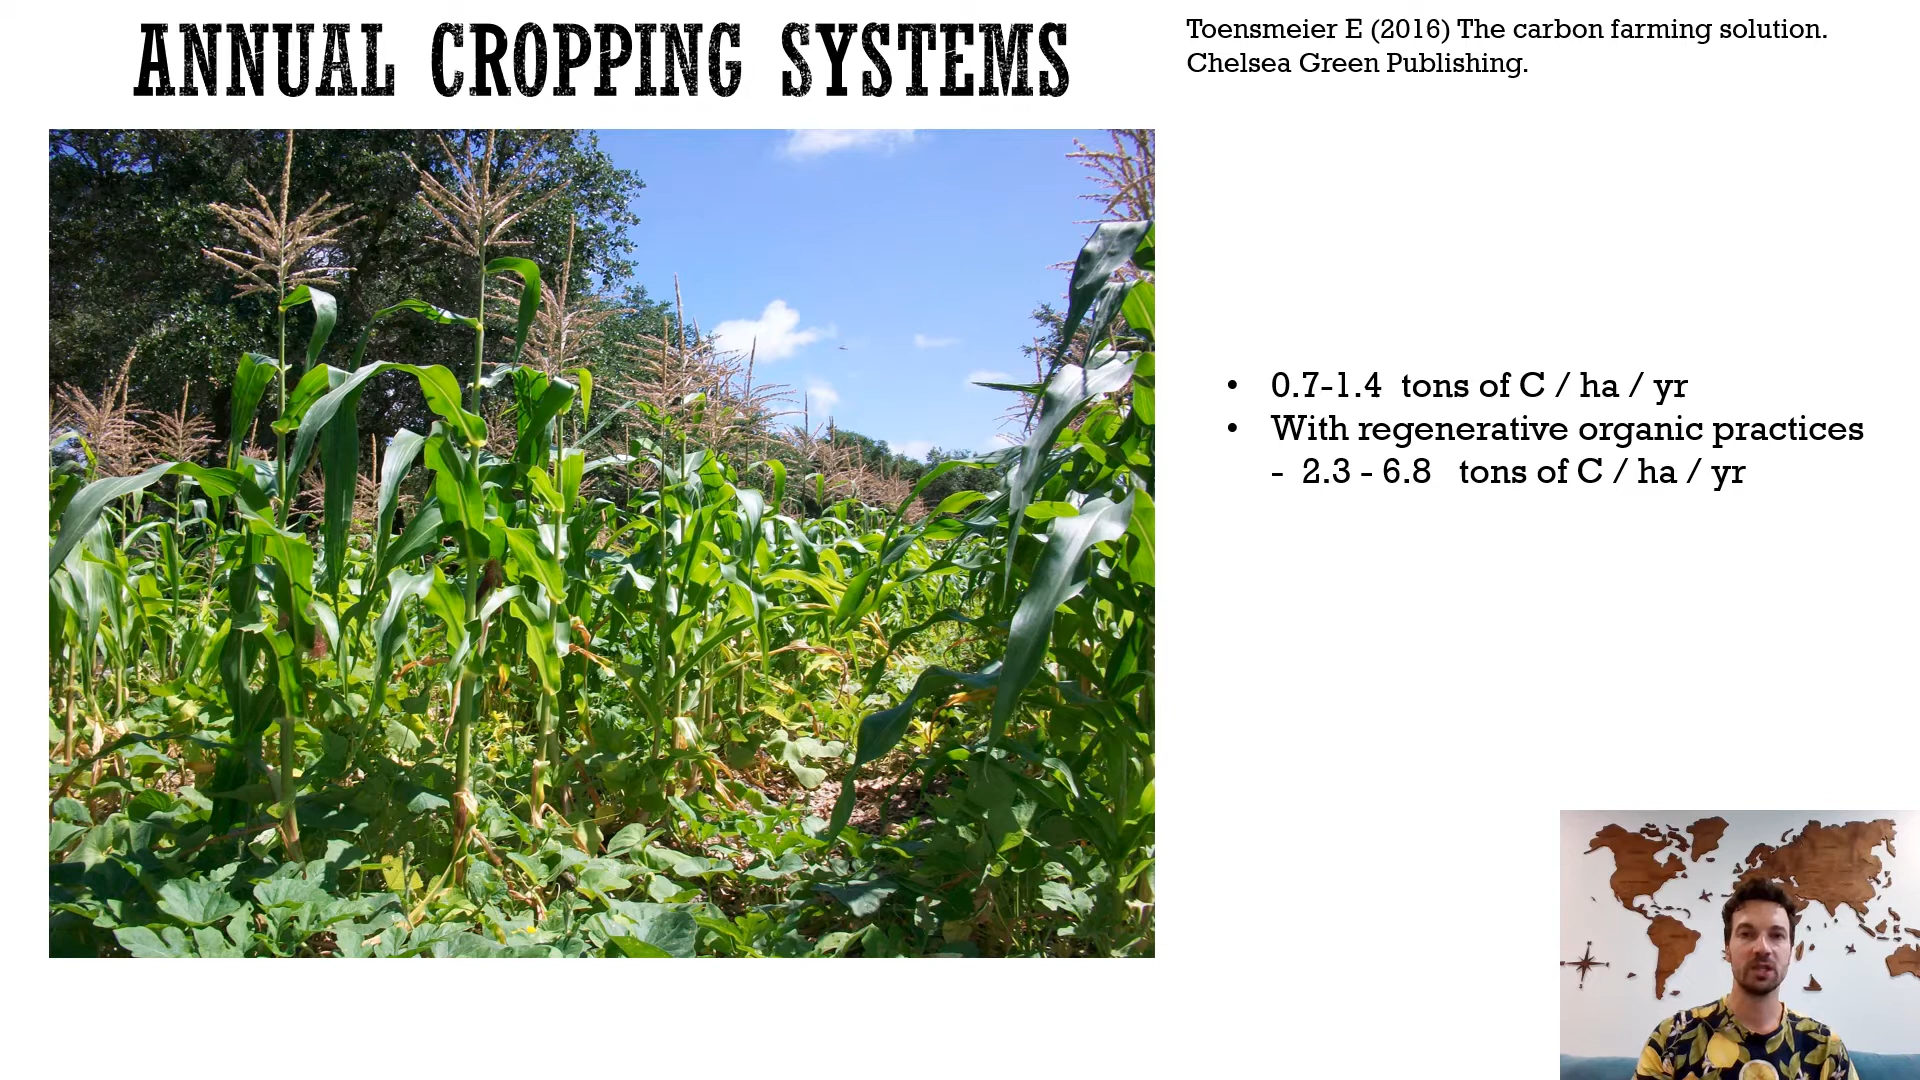 ANNUAL CROPPING SYSTEMS
Toensmeier E (2016) The carbon farming solution.
Chelsea Green Publishing.
• 0.7-1.4 tons of C / ha / yr
• With regenerative organic practices
- 2.3 - 6.8 tons of C / ha / yr